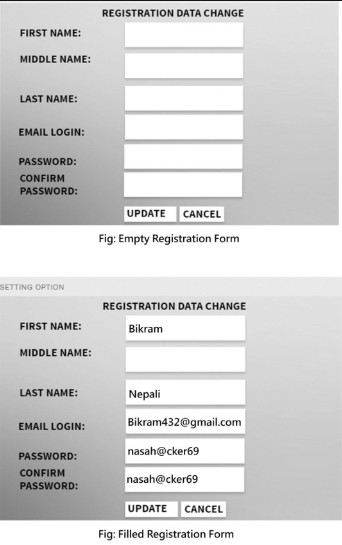 REGISTRATION DATA CHANGE
FIRST NAME:
MIDDLE NAME:
LAST NAME:
EMAIL LOGIN:
PASSWORD:
CONFIRM
PASSWORD:
UPDATE CANCEL
Fig: Empty Registration Form
SETTING OPTION
REGISTRATION DATA CHANGE
FIRST NAME: Bikram
MIDDLE NAME:
LAST NAME: Nepali
EMAIL LOGIN: Bikram432@gmail.com
PASSWORD: nasah@cker69
CONFIRM
PASSWORD: nasah@cker69
UPDATE CANCEL
Fig: Filled Registration Form